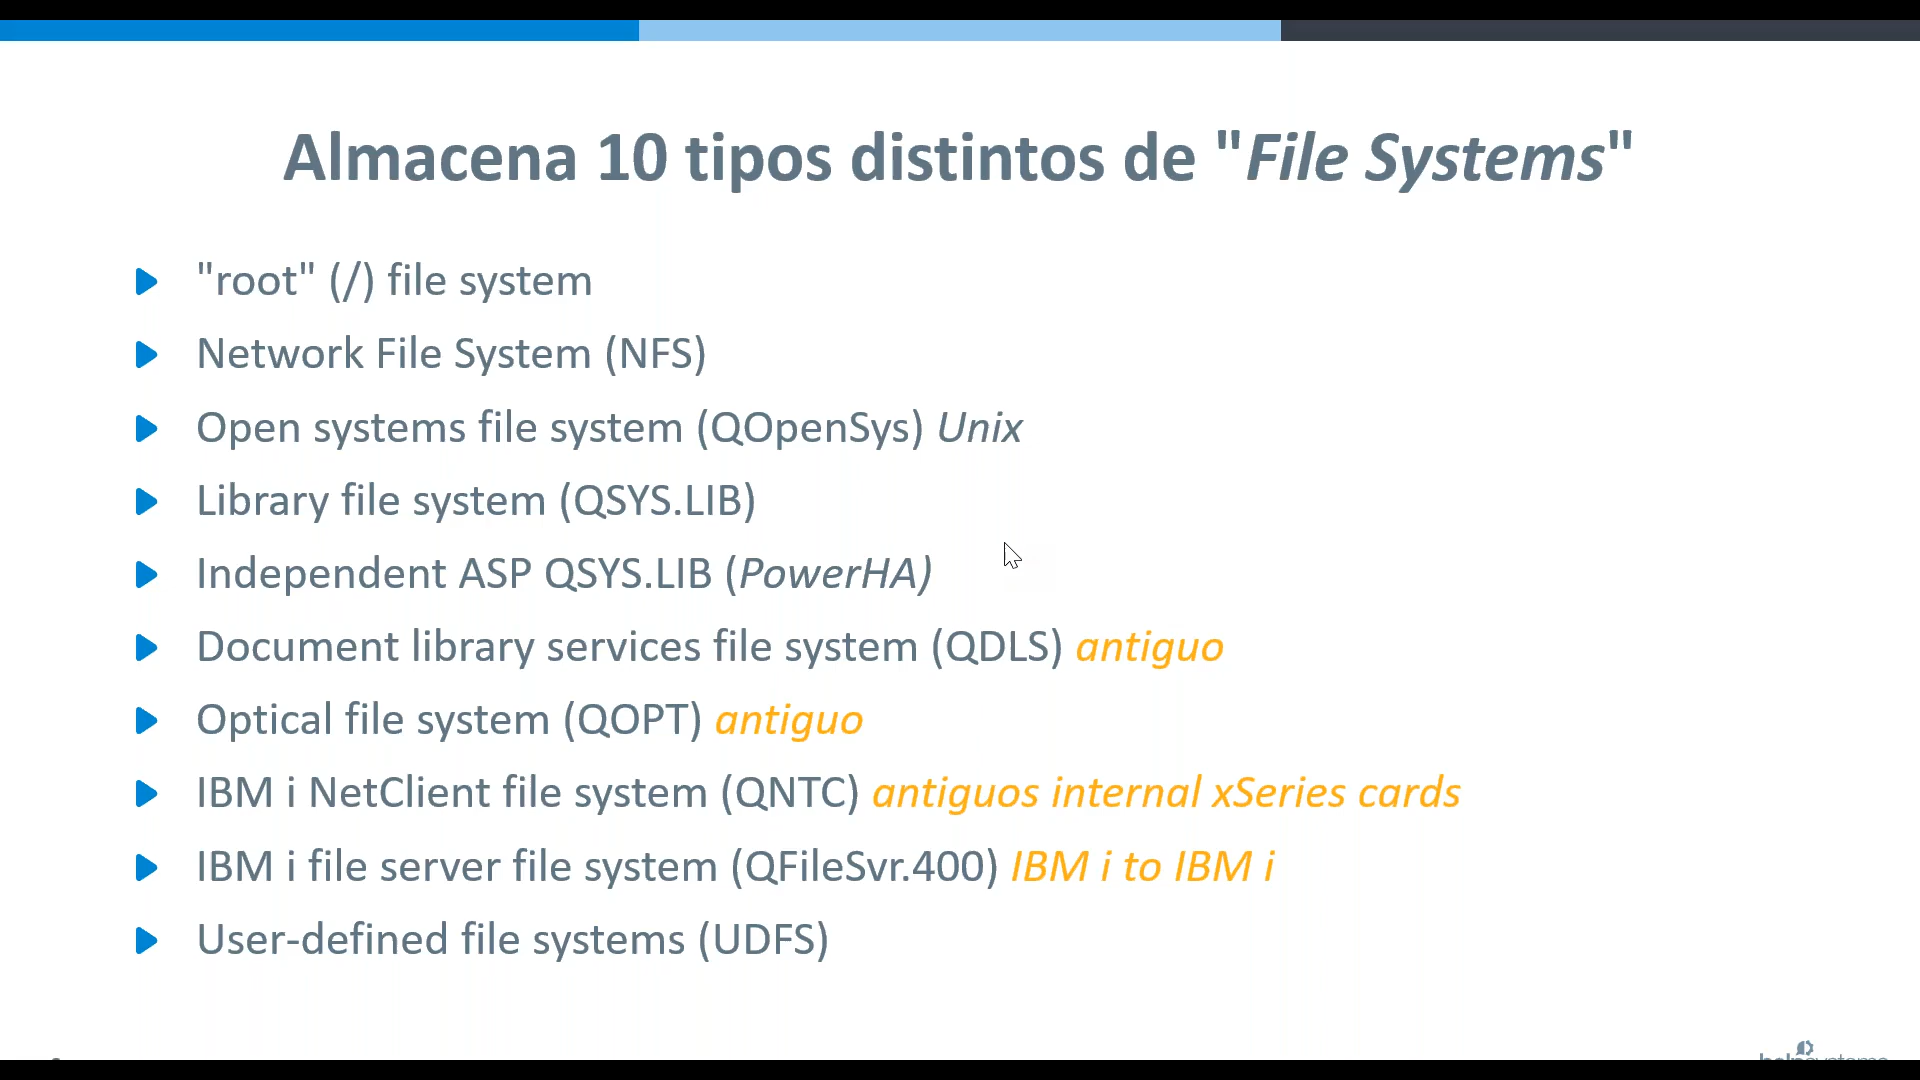 Almacena 10 tipos distintos de "File Systems"
"root" (/) file system
Network File System (NFS)
Open systems file system (QOpenSys) Unix
Library file system (QSYS.LIB)
Independent ASP QSYS.LIB (PowerHA)
Document library services file system (QDLS) antiguo
Optical file system (QOPT) antiguo
IBM i NetClient file system (QNTC) antiguos internal xSeries cards
IBM i file server file system (QFileSvr.400) IBM i to IBM i
User-defined file systems (UDFS)